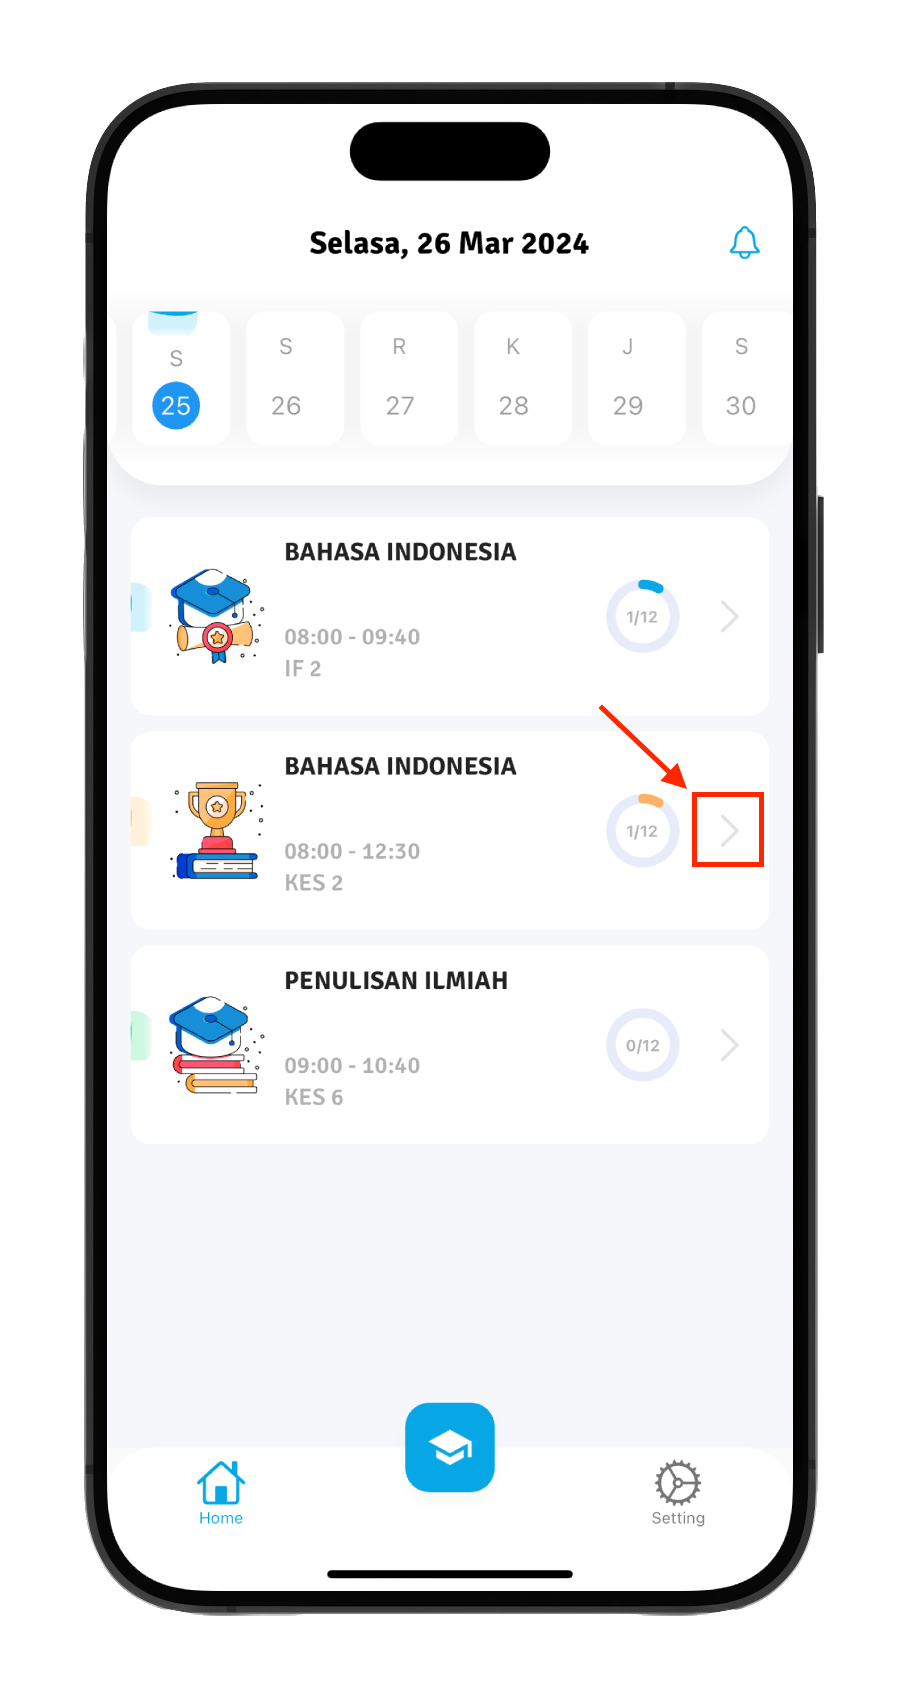 Selasa, 26 Mar 2024
S S R K J S
25 26 27 28 29 30
BAHASA INDONESIA
1/12
08:00 - 09:40
IF 2
BAHASA INDONESIA
1/12
08:00 - 12:30
KES 2
PENULISAN ILMIAH
0/12
09:00 - 10:40
KES 6
Home
Setting